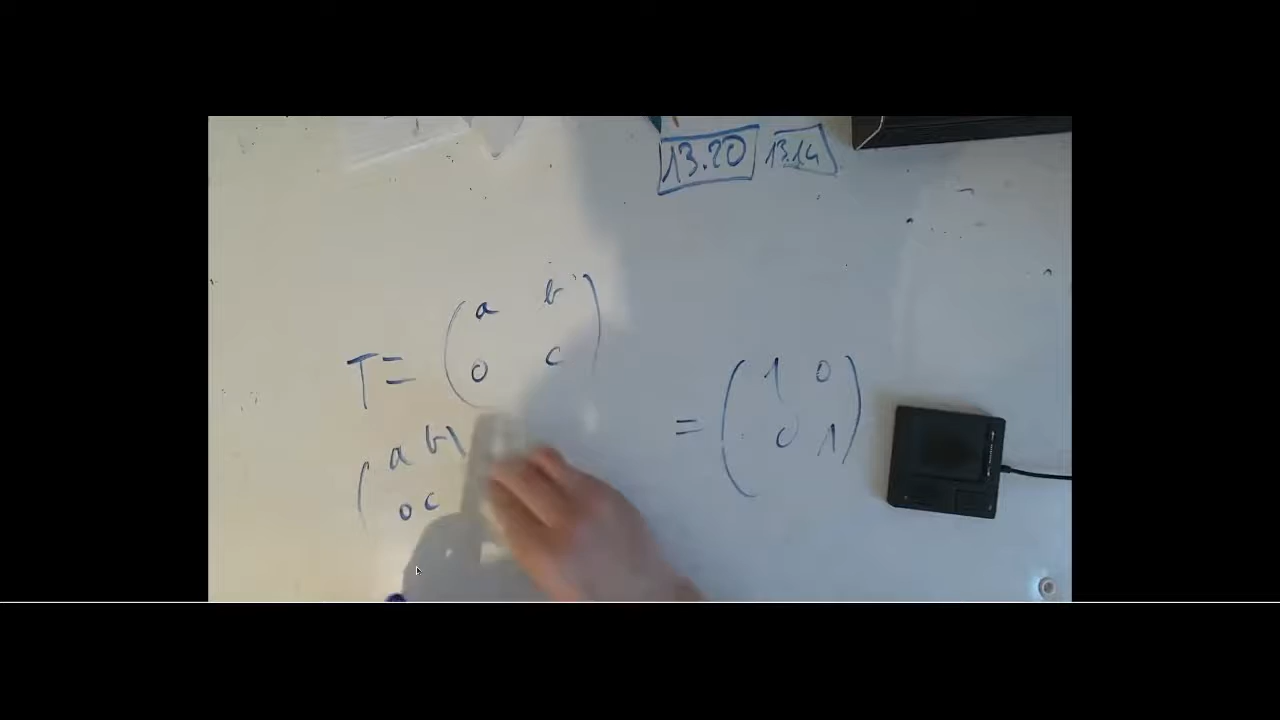 13.20 13.14
T = ( a b
0 c )
( a b )
0 c
= ( 1 0
0 1 )